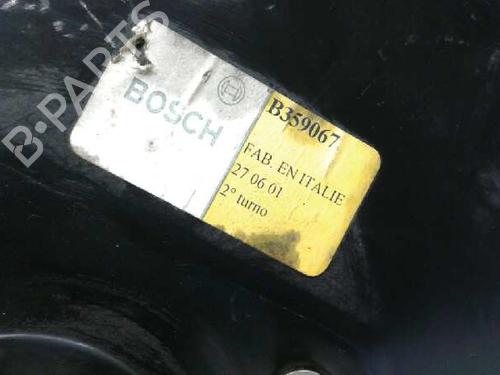 B-PARTS
BOSCH
B359067
FAB. EN ITALIE
27 06 01
2° turno